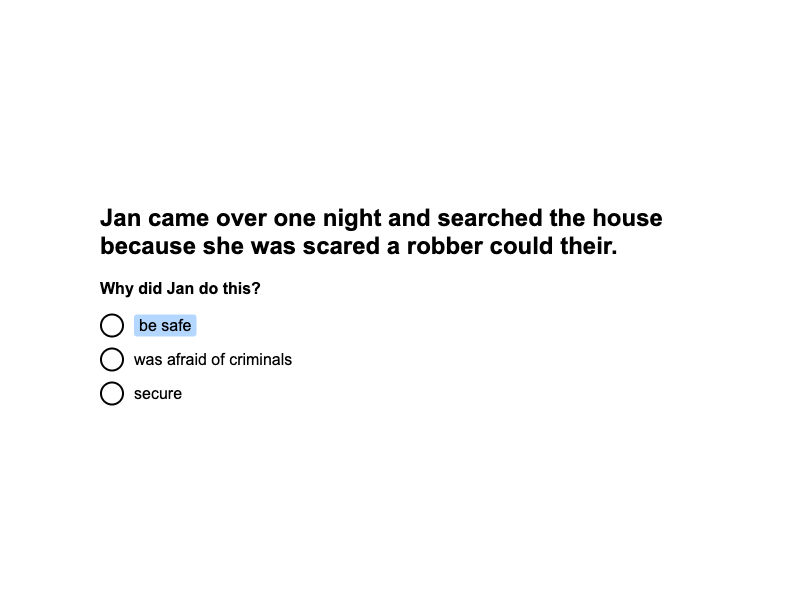 Jan came over one night and searched the house
because she was scared a robber could their.
Why did Jan do this?
be safe
was afraid of criminals
secure